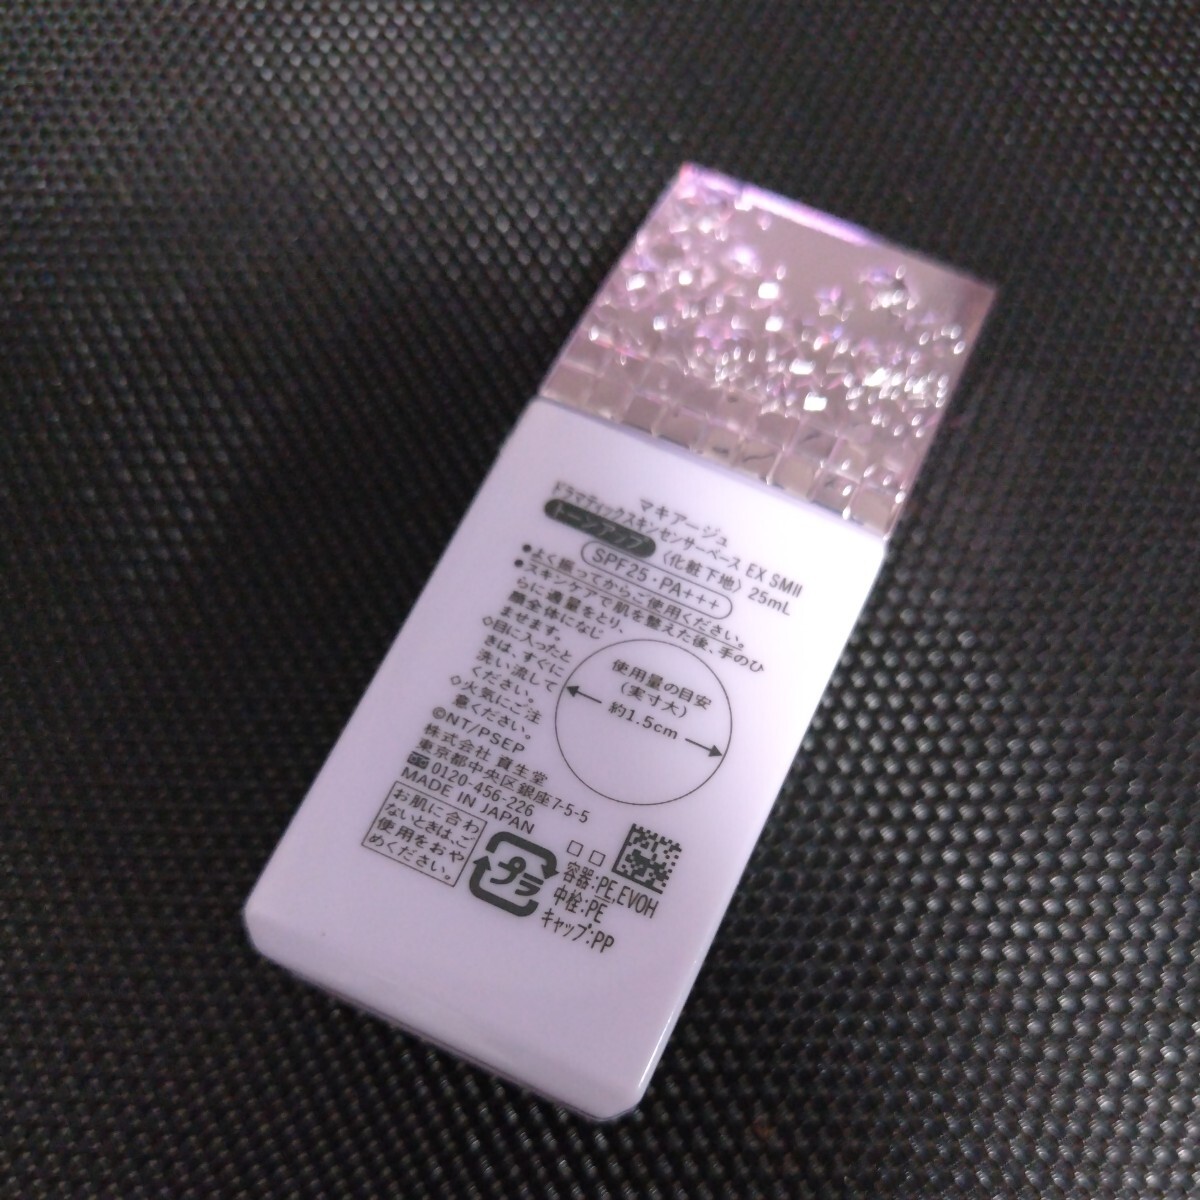 マキアージュ
ドラマティックスキンセンサーベース EX SMII
トーンアップ 〈化粧下地〉 25mL
SPF25・PA+++
●よく振ってからご使用ください。
●スキンケアで肌を整えた後、手のひ
らに適量をとり、
顔全体になじ
ませます。
◇目に入ったと
きは、すぐに
洗い流して
ください。
◇火気にご注
意ください。
使用量の目安
(実寸大)
約1.5cm
©NT/PSEP
株式会社 資生堂
東京都中央区銀座7-5-5
0120-456-226
MADE IN JAPAN
お肌に合わ
ないときは、ご
使用をおや
めください。
プラ
容器:PE,EVOH
中栓:PE
キャップ:PP